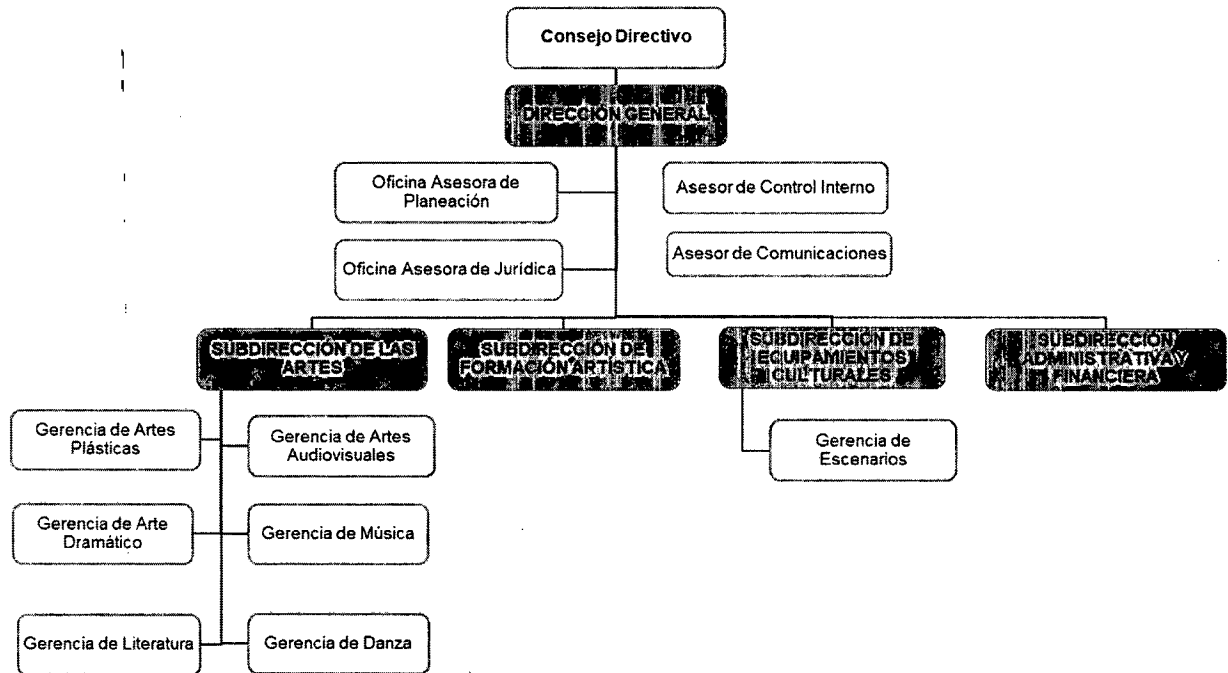 Consejo Directivo
DIRECCIÓN GENERAL
Oficina Asesora de
Planeación
Asesor de Control Interno
Oficina Asesora de Jurídica
Asesor de Comunicaciones
SUBDIRECCIÓN DE LAS
ARTES
SUBDIRECCIÓN DE
FORMACIÓN ARTÍSTICA
SUBDIRECCIÓN DE
EQUIPAMIENTOS
CULTURALES
SUBDIRECCIÓN
ADMINISTRATIVA Y
FINANCIERA
Gerencia de Artes
Plásticas
Gerencia de Artes
Audiovisuales
Gerencia de
Escenarios
Gerencia de Arte
Dramático
Gerencia de Música
Gerencia de Literatura
Gerencia de Danza